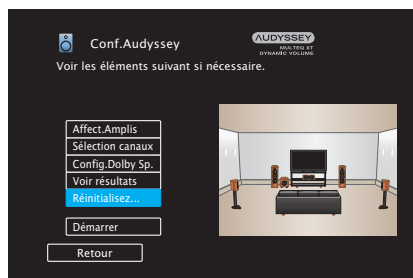 Conf.Audyssey
AUDYSSEY
MULTEQ XT
DYNAMIC VOLUME
Voir les éléments suivant si nécessaire.
Affect.Amplis
Sélection canaux
Config.Dolby Sp.
Voir résultats
Réinitialisez...
Démarrer
Retour